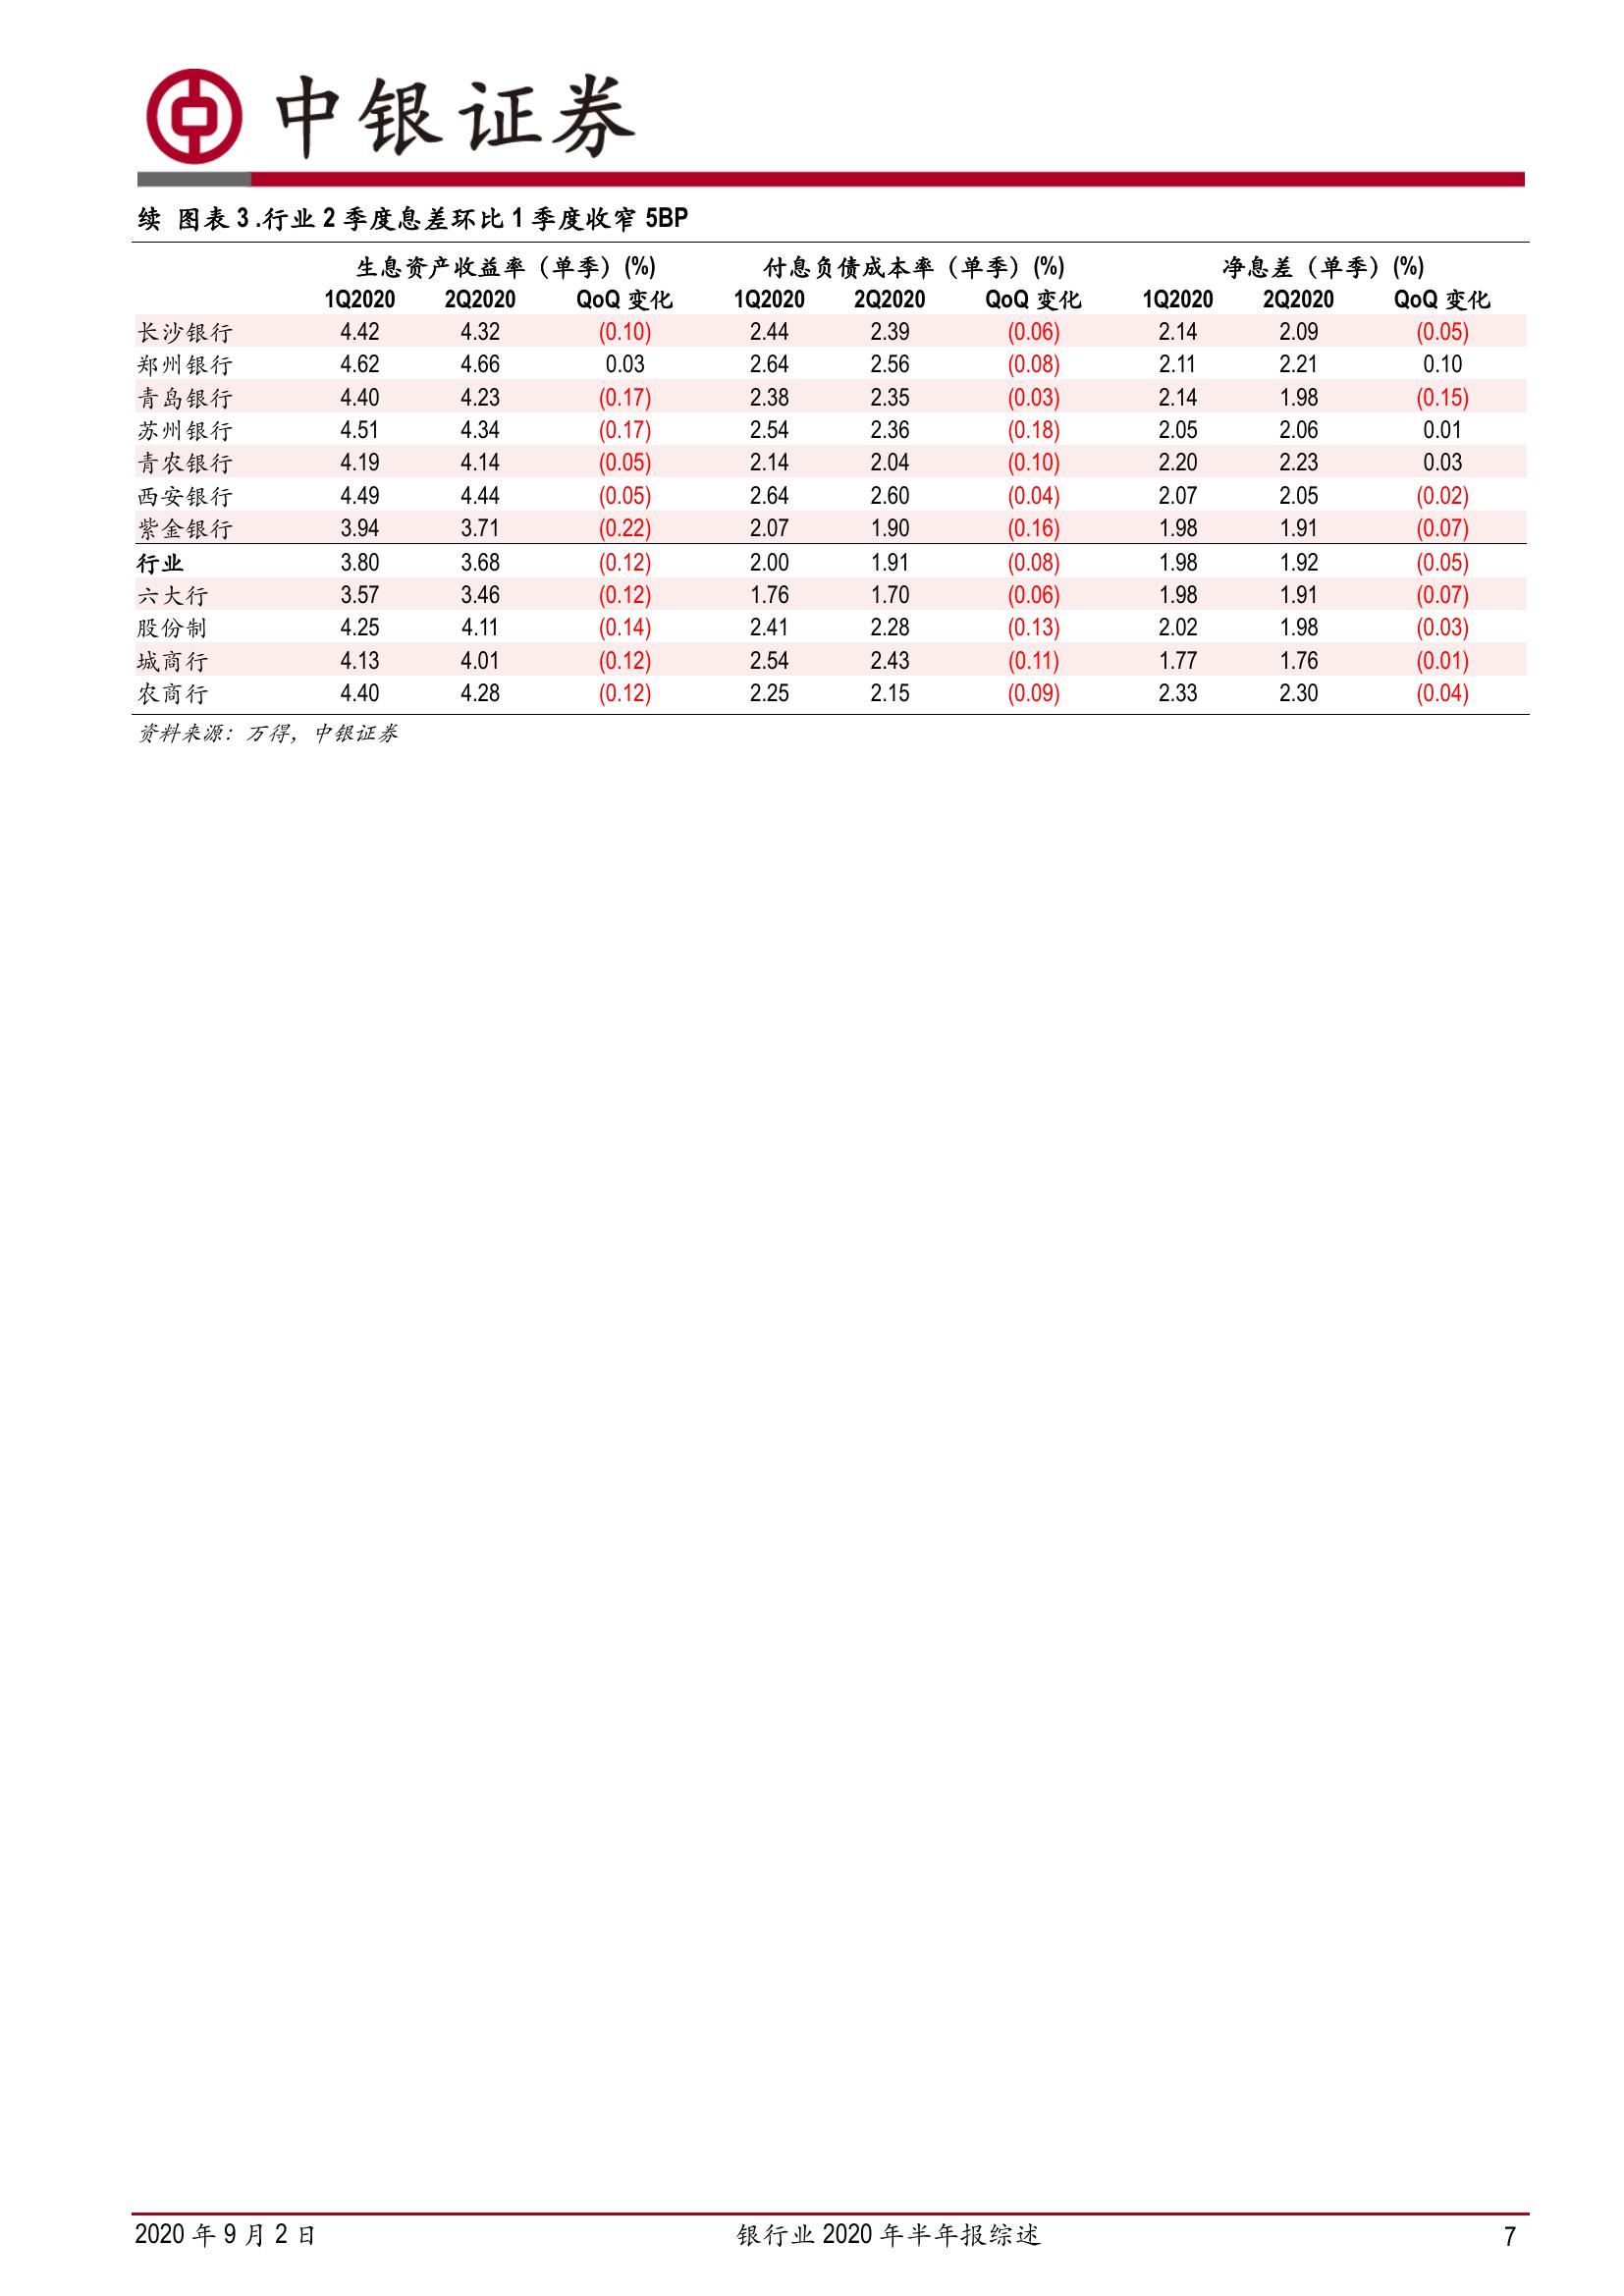 中银证券
续 图表 3 .行业 2 季度息差环比 1 季度收窄 5BP
生息资产收益率（单季）(%) 付息负债成本率（单季）(%) 净息差（单季）(%)
1Q2020 2Q2020 QoQ 变化 1Q2020 2Q2020 QoQ 变化 1Q2020 2Q2020 QoQ 变化
长沙银行 4.42 4.32 (0.10) 2.44 2.39 (0.06) 2.14 2.09 (0.05)
郑州银行 4.62 4.66 0.03 2.64 2.56 (0.08) 2.11 2.21 0.10
青岛银行 4.40 4.23 (0.17) 2.38 2.35 (0.03) 2.14 1.98 (0.15)
苏州银行 4.51 4.34 (0.17) 2.54 2.36 (0.18) 2.05 2.06 0.01
青农银行 4.19 4.14 (0.05) 2.14 2.04 (0.10) 2.20 2.23 0.03
西安银行 4.49 4.44 (0.05) 2.64 2.60 (0.04) 2.07 2.05 (0.02)
紫金银行 3.94 3.71 (0.22) 2.07 1.90 (0.16) 1.98 1.91 (0.07)
行业 3.80 3.68 (0.12) 2.00 1.91 (0.08) 1.98 1.92 (0.05)
六大行 3.57 3.46 (0.12) 1.76 1.70 (0.06) 1.98 1.91 (0.07)
股份制 4.25 4.11 (0.14) 2.41 2.28 (0.13) 2.02 1.98 (0.03)
城商行 4.13 4.01 (0.12) 2.54 2.43 (0.11) 1.77 1.76 (0.01)
农商行 4.40 4.28 (0.12) 2.25 2.15 (0.09) 2.33 2.30 (0.04)
资料来源：万得，中银证券
2020 年 9 月 2 日 银行业 2020 年半年报综述 7